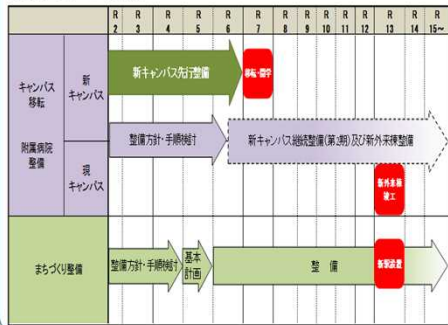 R R R R R R R R R R R R R R
2 3 4 5 6 7 8 9 10 11 12 13 14 15~
キャンパス
移転
附属病院
整備
新
キャンパス
新キャンパス先行整備
移転・開学
整備方針・手順検討
新キャンパス継続整備(第2期)及び新外来棟整備
現
キャンパス
新外来棟
竣工
まちづくり整備
整備方針・手順検討
基本
計画
整 備
新駅設置